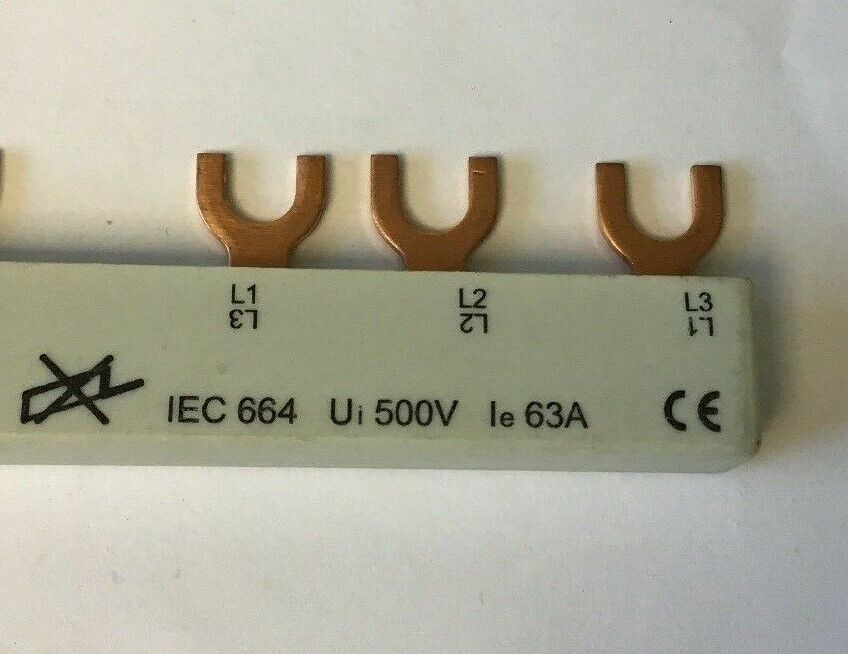 L1 L2 L3
L3 L2 L1
IEC 664 Ui 500V Ie 63A CE